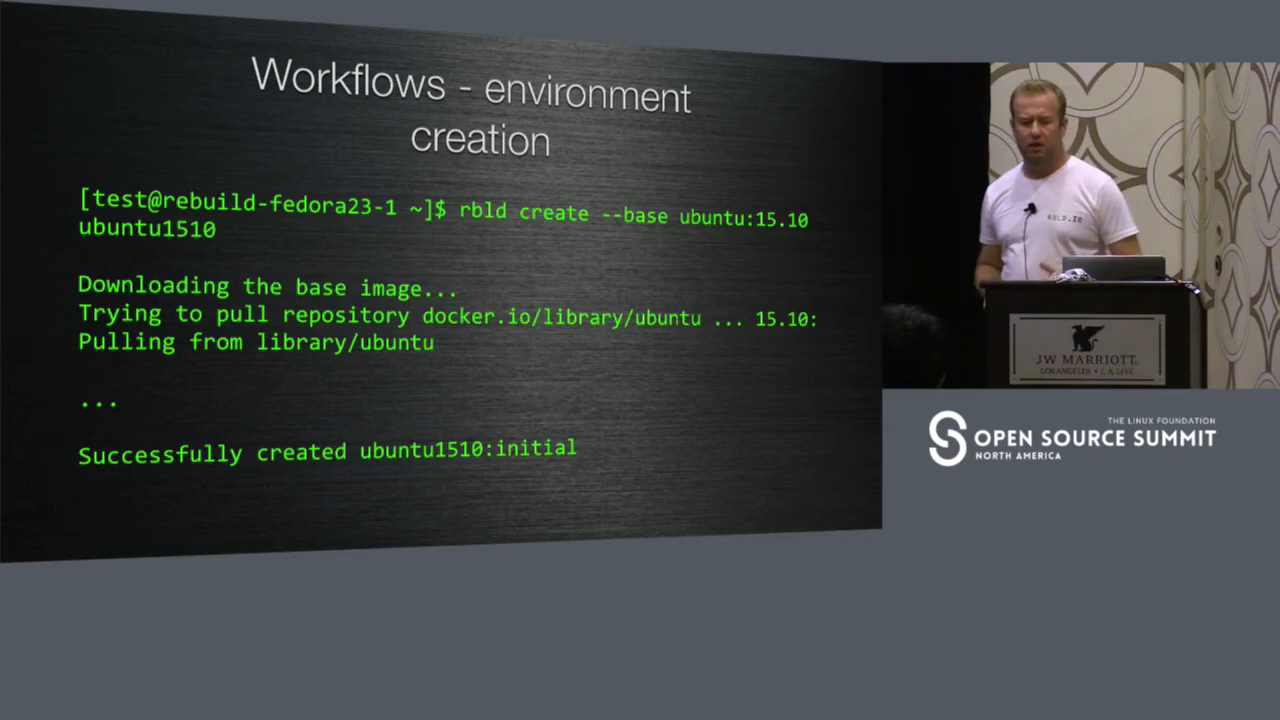 Workflows - environment
creation
[test@rebuild-fedora23-1 ~]$ rbld create --base ubuntu:15.10
ubuntu1510
Downloading the base image...
Trying to pull repository docker.io/library/ubuntu ... 15.10:
Pulling from library/ubuntu
...
Successfully created ubuntu1510:initial
RBLD.IO
JW MARRIOTT
LOS ANGELES • L.A. LIVE
THE LINUX FOUNDATION
OPEN SOURCE SUMMIT
NORTH AMERICA